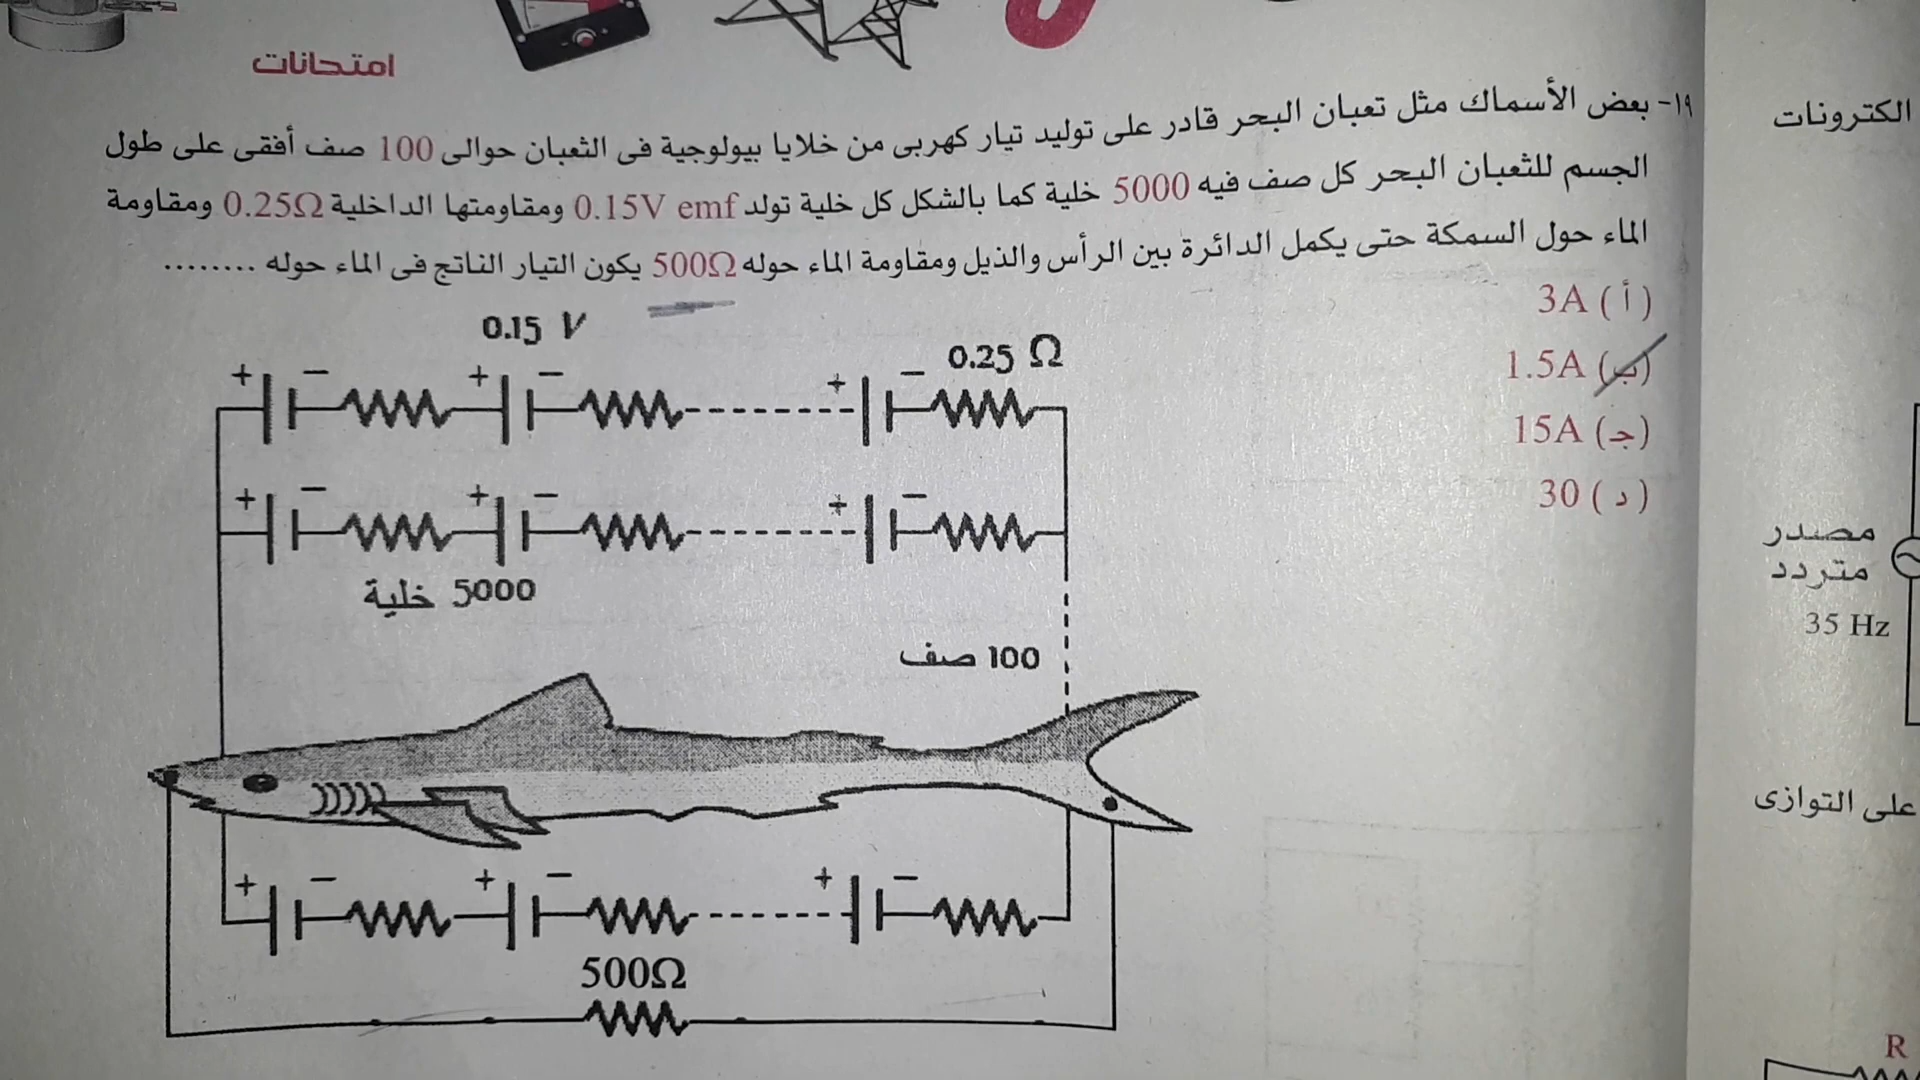 امتحانات
١٩- بعض الأسماك مثل تعبان البحر قادر على توليد تيار كهربى من خلايا بيولوجية فى الثعبان حوالى 100 صف أفقى على طول
الجسم للثعبان البحر كل صف فيه 5000 خلية كما بالشكل كل خلية تولد 0.15V emf ومقاومتها الداخلية 0.25Ω ومقاومة
الماء حول السمكة حتى يكمل الدائرة بين الرأس والذيل ومقاومة الماء حوله 500Ω يكون التيار الناتج فى الماء حوله ........
( أ ) 3A
(ب) 1.5A
(جـ) 15A
( د ) 30
0.15 V
0.25 Ω
+ − + − + −
+ − + − + −
5000 خلية
100 صف
+ − + − + −
500Ω
الكترونات
مصدر
متردد
35 Hz
على التوازى
R